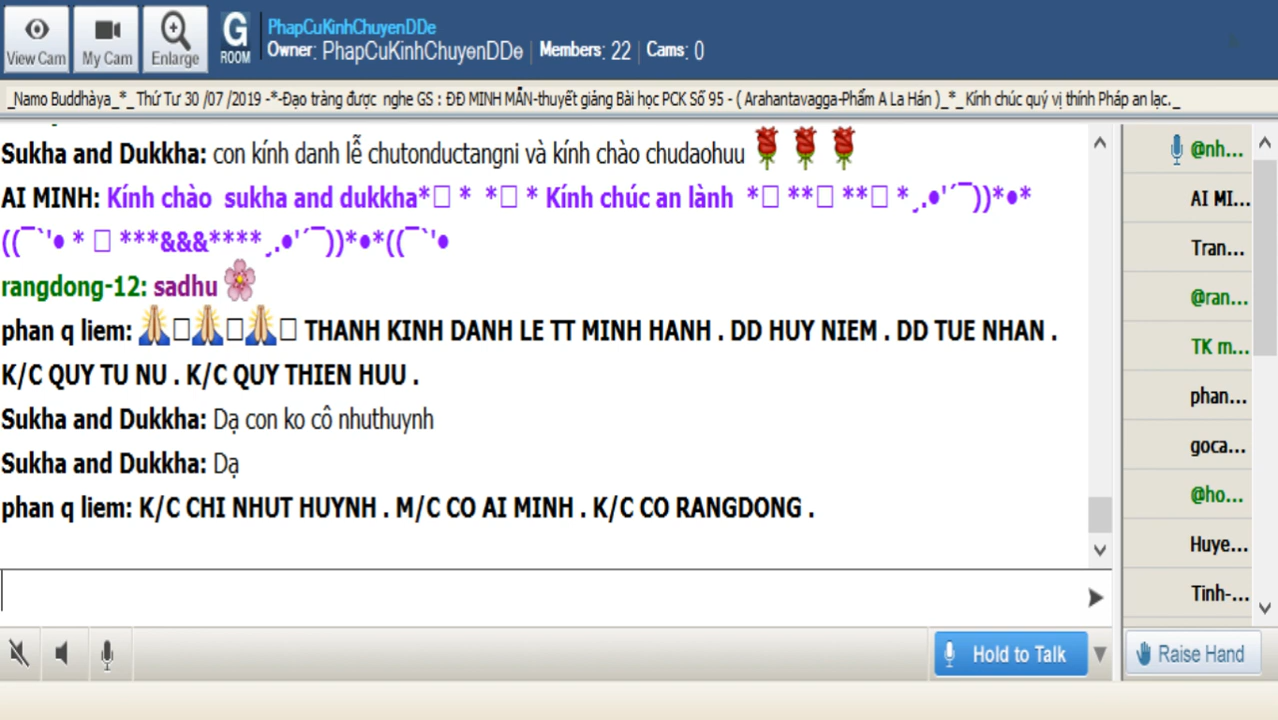 PhapCuKinhChuyenDDe
Owner: PhapCuKinhChuyenDDe | Members: 22 | Cams: 0
View Cam
My Cam
Enlarge
G
ROOM
_Namo Buddhàya_*_ Thứ Tư 30 /07 /2019 -*-Đạo tràng được nghe GS : ĐĐ MINH MẪN-thuyết giảng Bài học PCK Số 95 - ( Arahantavagga-Phẩm A La Hán )_*_ Kính chúc quý vị thính Pháp an lạc._
Sukha and Dukkha: con kính danh lễ chutonductangni và kính chào chudaohuu 🌹 🌹 🌹
AI MINH: Kính chào sukha and dukkha*□ * *□ * Kính chúc an lành *□ **□ **□ *¸.•'´¯))*•*
((¯`'• * □ ***&&&****¸.•'´¯))*•*((¯`'•
rangdong-12: sadhu 🌸
phan q liem: 🙏□🙏□🙏□ THANH KINH DANH LE TT MINH HANH . DD HUY NIEM . DD TUE NHAN .
K/C QUY TU NU . K/C QUY THIEN HUU .
Sukha and Dukkha: Dạ con ko cô nhuthuynh
Sukha and Dukkha: Dạ
phan q liem: K/C CHI NHUT HUYNH . M/C CO AI MINH . K/C CO RANGDONG .
@nh...
AI MI...
Tran...
@ran...
TK m...
phan...
goca...
@ho...
Huye...
Tinh-...
Hold to Talk
Raise Hand